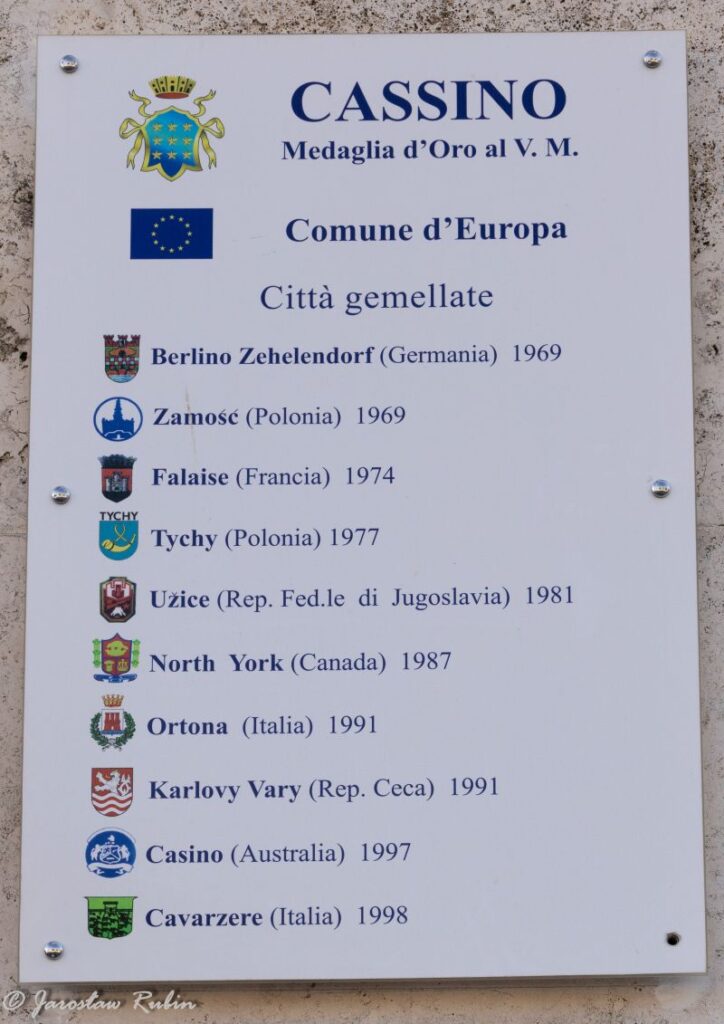 CASSINO
Medaglia d'Oro al V. M.
Comune d'Europa
Città gemellate
Berlino Zehelendorf (Germania) 1969
Zamość (Polonia) 1969
Falaise (Francia) 1974
TYCHY
Tychy (Polonia) 1977
Užice (Rep. Fed.le di Jugoslavia) 1981
North York (Canada) 1987
Ortona (Italia) 1991
Karlovy Vary (Rep. Ceca) 1991
Casino (Australia) 1997
Cavarzere (Italia) 1998
© Jarosław Rubin